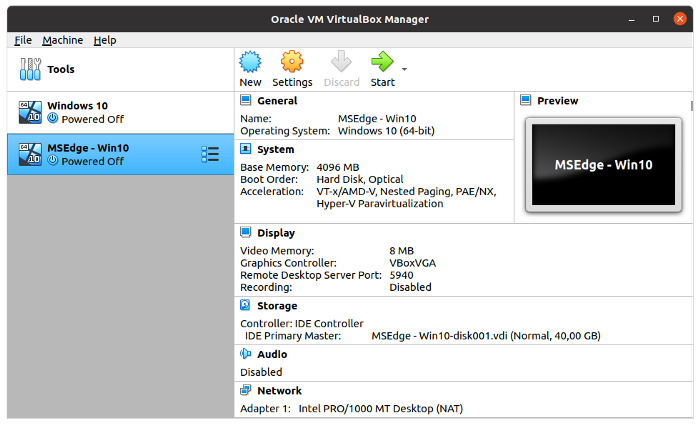 Oracle VM VirtualBox Manager
File Machine Help
Tools
New Settings Discard Start
64
10
Windows 10
Powered Off
64
10
MSEdge - Win10
Powered Off
General
Name: MSEdge - Win10
Operating System: Windows 10 (64-bit)
Preview
MSEdge - Win10
System
Base Memory: 4096 MB
Boot Order: Hard Disk, Optical
Acceleration: VT-x/AMD-V, Nested Paging, PAE/NX,
Hyper-V Paravirtualization
Display
Video Memory: 8 MB
Graphics Controller: VBoxVGA
Remote Desktop Server Port: 5940
Recording: Disabled
Storage
Controller: IDE Controller
IDE Primary Master: MSEdge - Win10-disk001.vdi (Normal, 40,00 GB)
Audio
Disabled
Network
Adapter 1: Intel PRO/1000 MT Desktop (NAT)